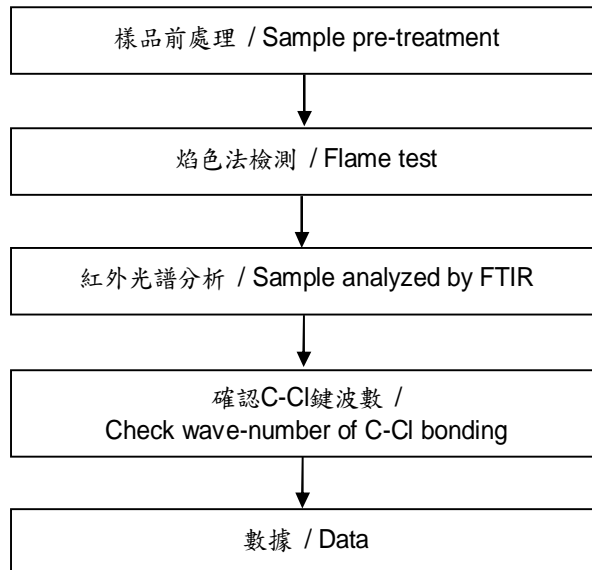 樣品前處理 / Sample pre-treatment
焰色法檢測 / Flame test
紅外光譜分析 / Sample analyzed by FTIR
確認C-Cl鍵波數 /
Check wave-number of C-Cl bonding
數據 / Data